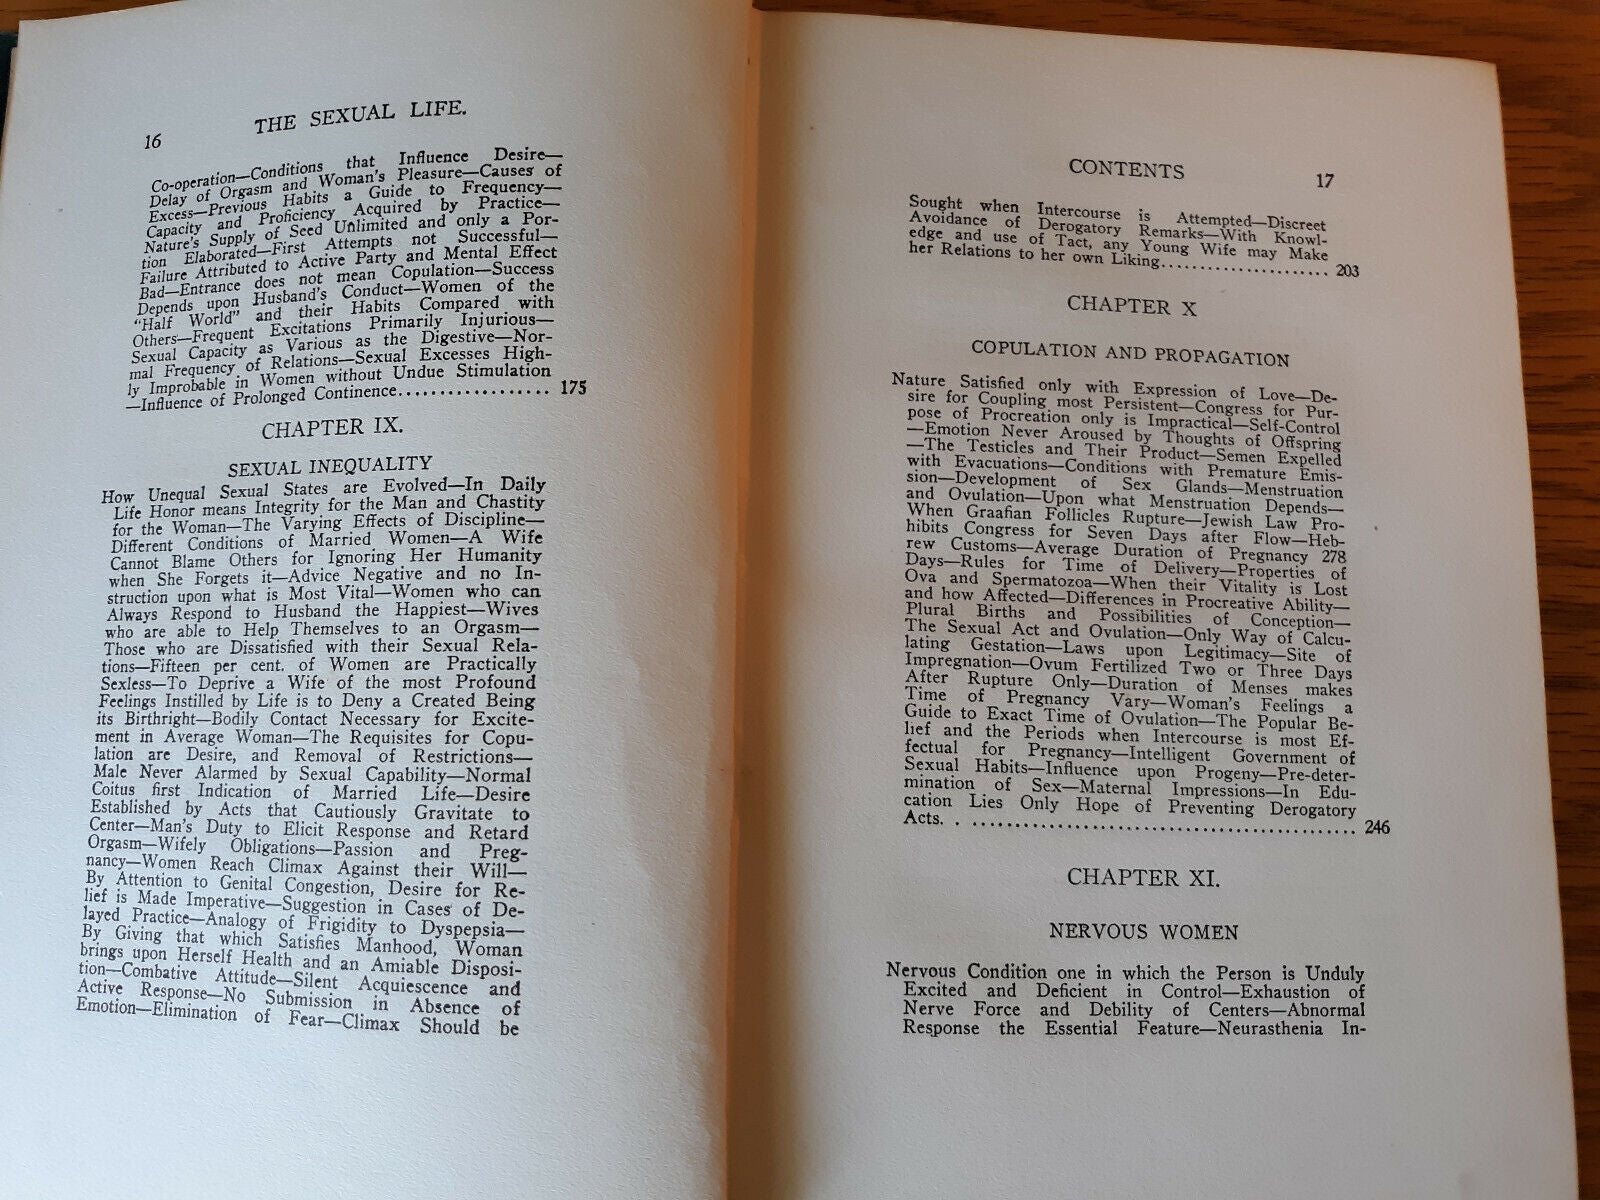 16
THE SEXUAL LIFE.
Co-operation—Conditions that Influence Desire—
Delay of Orgasm and Woman's Pleasure—Causes of
Excess—Previous Habits a Guide to Frequency—
Capacity and Proficiency Acquired by Practice—
Nature's Supply of Seed Unlimited and only a Por-
tion Elaborated—First Attempts not Successful—
Failure Attributed to Active Party and Mental Effect
Bad—Entrance does not mean Copulation—Success
Depends upon Husband's Conduct—Women of the
"Half World" and their Habits Compared with
Others—Frequent Excitations Primarily Injurious—
Sexual Capacity as Various as the Digestive—Nor-
mal Frequency of Relations—Sexual Excesses High-
ly Improbable in Women without Undue Stimulation
—Influence of Prolonged Continence.................. 175
CHAPTER IX.
SEXUAL INEQUALITY
How Unequal Sexual States are Evolved—In Daily
Life Honor means Integrity for the Man and Chastity
for the Woman—The Varying Effects of Discipline—
Different Conditions of Married Women—A Wife
Cannot Blame Others for Ignoring Her Humanity
when She Forgets it—Advice Negative and no In-
struction upon what is Most Vital—Women who can
Always Respond to Husband the Happiest—Wives
who are able to Help Themselves to an Orgasm—
Those who are Dissatisfied with their Sexual Rela-
tions—Fifteen per cent. of Women are Practically
Sexless—To Deprive a Wife of the most Profound
Feelings Instilled by Life is to Deny a Created Being
its Birthright—Bodily Contact Necessary for Excite-
ment in Average Woman—The Requisites for Copu-
lation are Desire, and Removal of Restrictions—
Male Never Alarmed by Sexual Capability—Normal
Coitus first Indication of Married Life—Desire
Established by Acts that Cautiously Gravitate to
Center—Man's Duty to Elicit Response and Retard
Orgasm—Wifely Obligations—Passion and Preg-
nancy—Women Reach Climax Against their Will—
By Attention to Genital Congestion, Desire for Re-
lief is Made Imperative—Suggestion in Cases of De-
layed Practice—Analogy of Frigidity to Dyspepsia—
By Giving that which Satisfies Manhood, Woman
brings upon Herself Health and an Amiable Disposi-
tion—Combative Attitude—Silent Acquiescence and
Active Response—No Submission in Absence of
Emotion—Elimination of Fear—Climax Should be
CONTENTS
17
Sought when Intercourse is Attempted—Discreet
Avoidance of Derogatory Remarks—With Knowl-
edge and use of Tact, any Young Wife may Make
her Relations to her own Liking..................... 203
CHAPTER X
COPULATION AND PROPAGATION
Nature Satisfied only with Expression of Love—De-
sire for Coupling most Persistent—Congress for Pur-
pose of Procreation only is Impractical—Self-Control
—Emotion Never Aroused by Thoughts of Offspring
—The Testicles and Their Product—Semen Expelled
with Evacuations—Conditions with Premature Emis-
sion—Development of Sex Glands—Menstruation
and Ovulation—Upon what Menstruation Depends—
When Graafian Follicles Rupture—Jewish Law Pro-
hibits Congress for Seven Days after Flow—Heb-
rew Customs—Average Duration of Pregnancy 278
Days—Rules for Time of Delivery—Properties of
Ova and Spermatozoa—When their Vitality is Lost
and how Affected—Differences in Procreative Ability—
Plural Births and Possibilities of Conception—
The Sexual Act and Ovulation—Only Way of Calcu-
lating Gestation—Laws upon Legitimacy—Site of
Impregnation—Ovum Fertilized Two or Three Days
After Rupture Only—Duration of Menses makes
Time of Pregnancy Vary—Woman's Feelings a
Guide to Exact Time of Ovulation—The Popular Be-
lief and the Periods when Intercourse is most Ef-
fectual for Pregnancy—Intelligent Government of
Sexual Habits—Influence upon Progeny—Pre-deter-
mination of Sex—Maternal Impressions—In Edu-
cation Lies Only Hope of Preventing Derogatory
Acts. . ............................................. 246
CHAPTER XI.
NERVOUS WOMEN
Nervous Condition one in which the Person is Unduly
Excited and Deficient in Control—Exhaustion of
Nerve Force and Debility of Centers—Abnormal
Response the Essential Feature—Neurasthenia In-